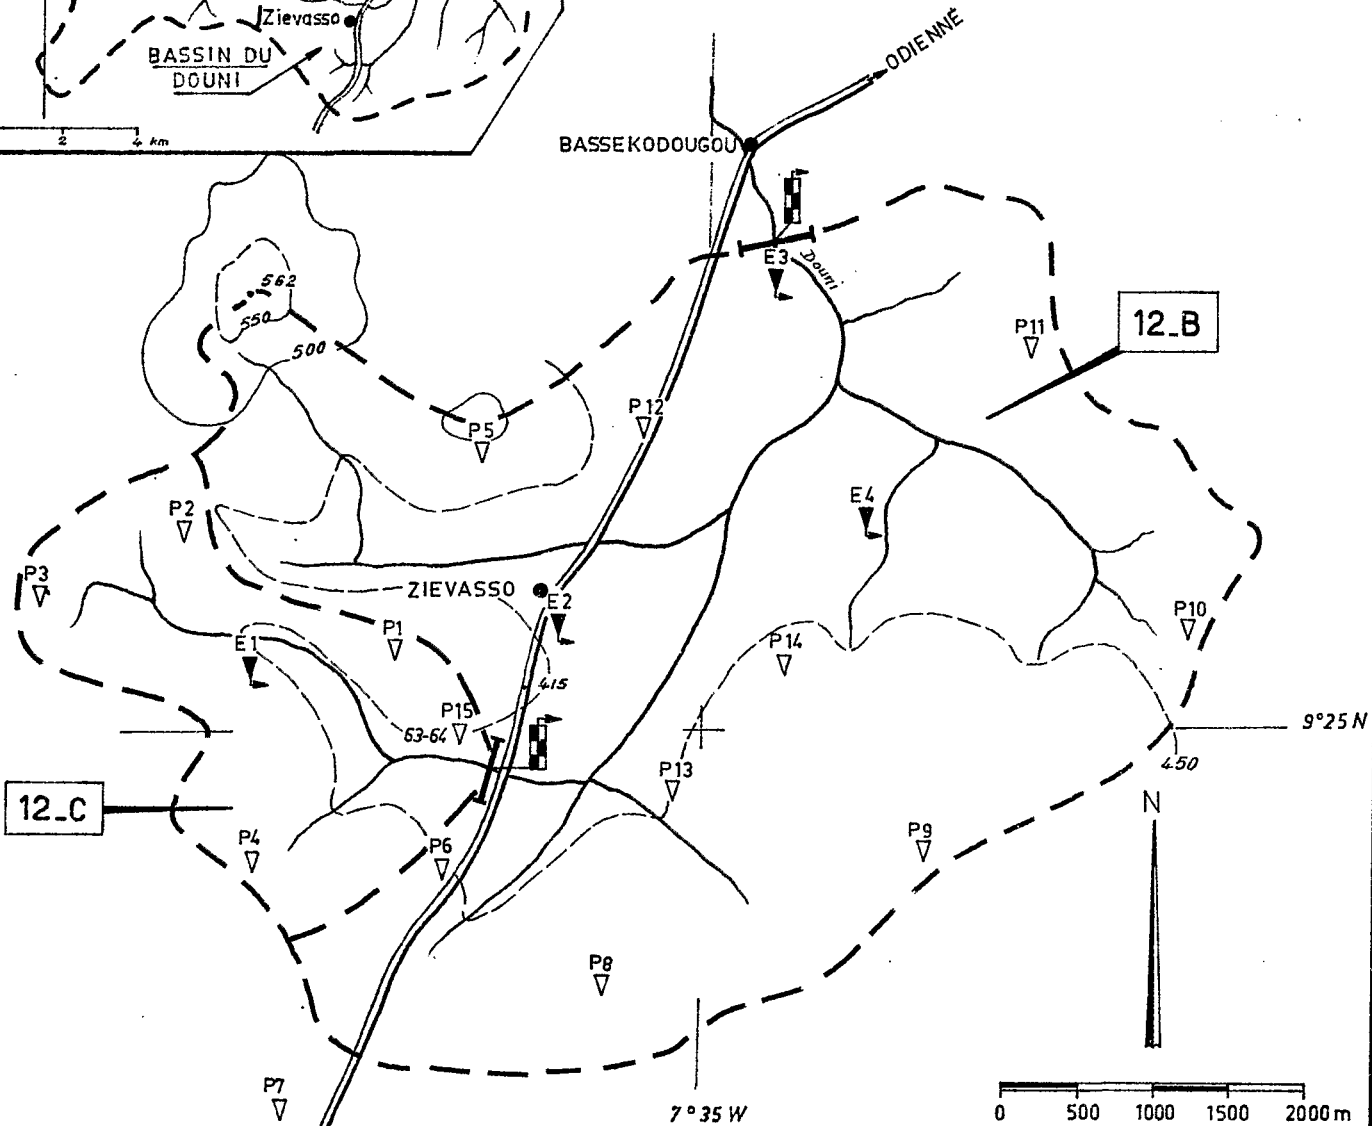 Zievasso
BASSIN DU
DOUNI
2 4 km
ODIENNÉ
BASSEKODOUGOU
E3
Douni
562
550
500
P11
12_B
P12
P5
P2
E4
P3
ZIEVASSO
E2
P10
P1
E1
P14
415
P15
63-64
9°25 N
450
12_C
P13
N
P4
P6
P9
P8
P7
7°35 W
0 500 1000 1500 2000 m